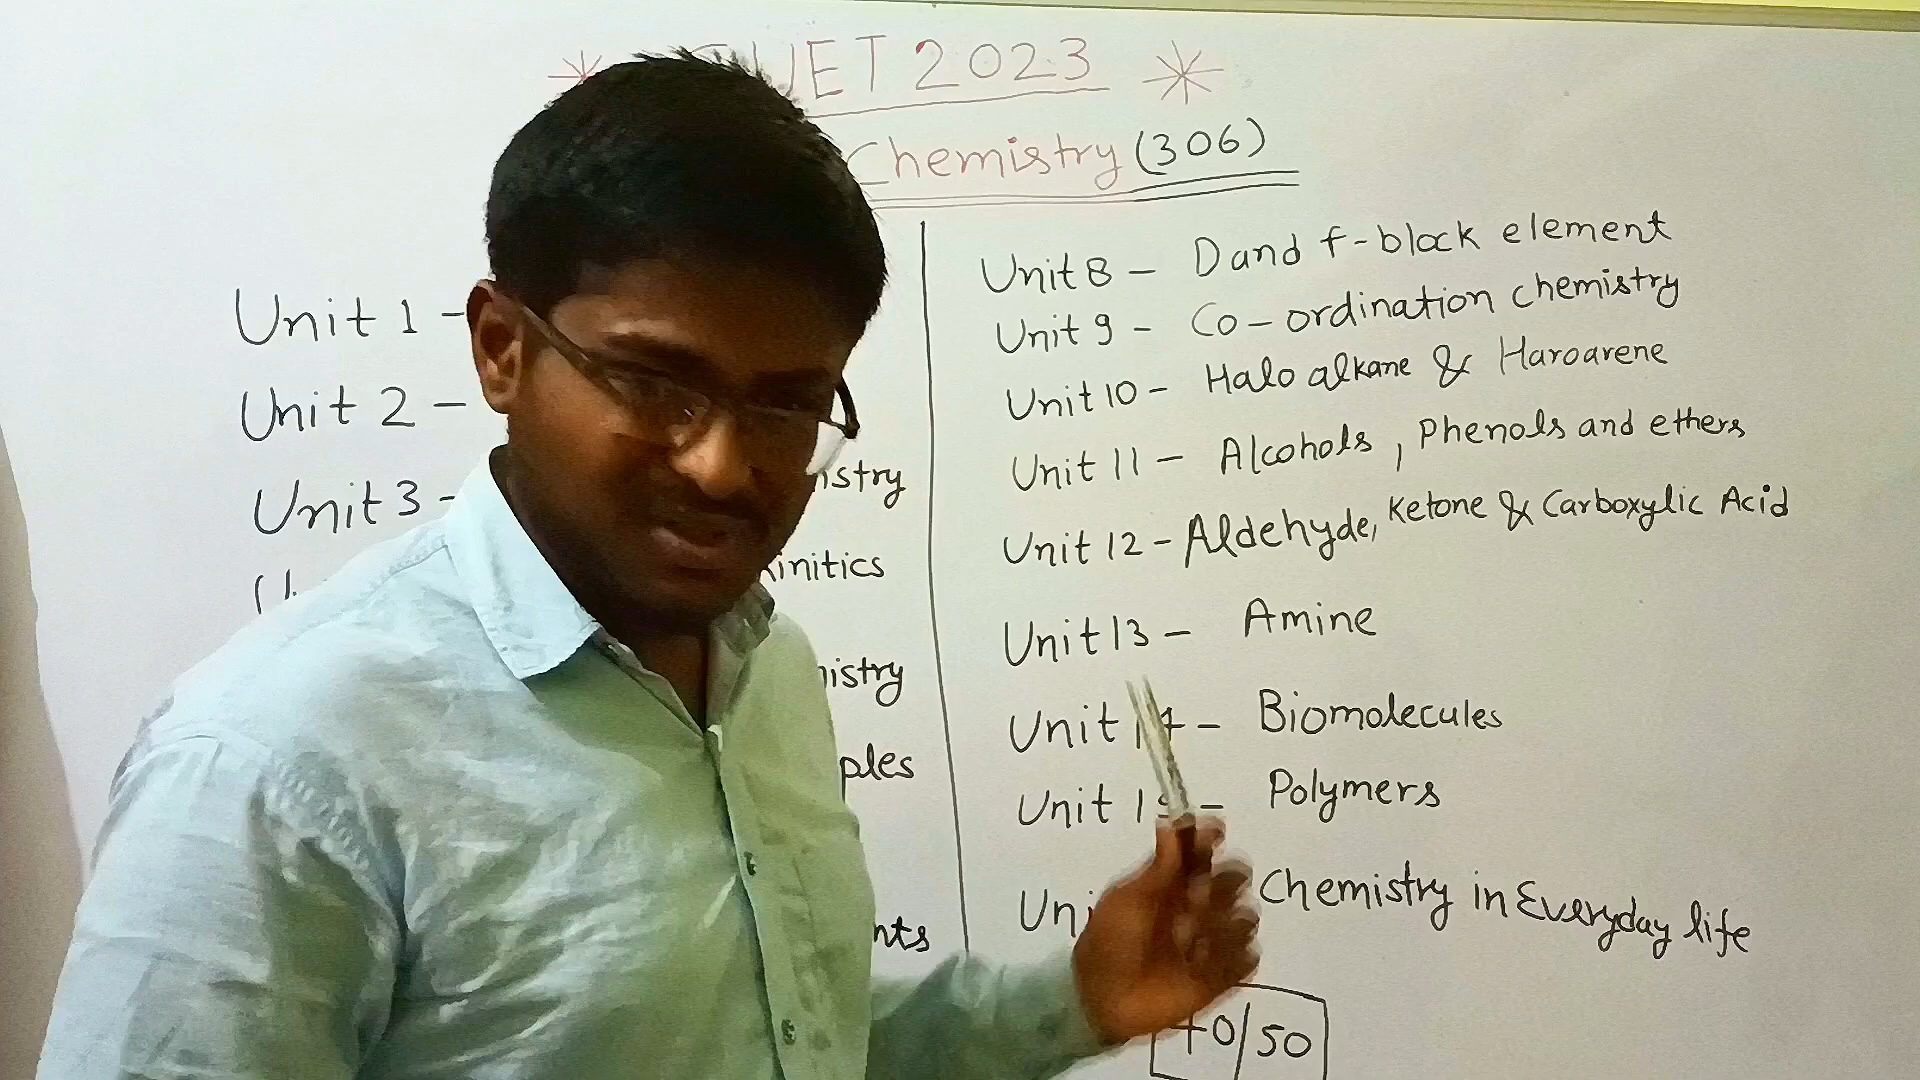 UET 2023
Chemistry (306)
Unit 1 -
Unit 2 -
Unit 3 -
istry
initics
istry
ples
nts
Unit 8 - D and f-block element
Unit 9 - Co-ordination chemistry
Unit 10 - Halo alkane & Haroarene
Unit 11 - Alcohols, Phenols and ethers
Unit 12 - Aldehyde, Ketone & Carboxylic Acid
Unit 13 - Amine
Unit 14 - Biomolecules
Unit 15 - Polymers
Uni Chemistry in Everyday life
40/50